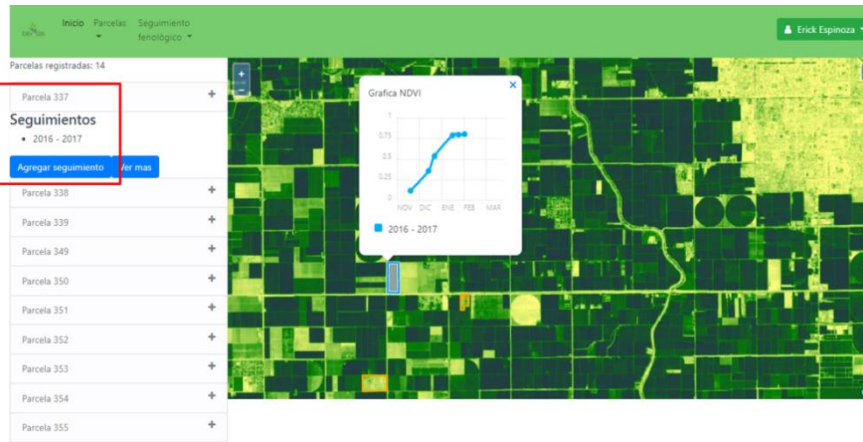 Inicio
Parcelas
Seguimiento
fenológico
Erick Espinoza
Parcelas registradas: 14
Parcela 337
+
Seguimientos
• 2016 - 2017
Agregar seguimiento
Ver mas
Parcela 338
+
Parcela 339
+
Parcela 349
+
Parcela 350
+
Parcela 351
+
Parcela 352
+
Parcela 353
+
Parcela 354
+
Parcela 355
+
+
−
Grafica NDVI
×
1
0.75
0.5
0.25
0
NOV DIC ENE FEB MAR
2016 - 2017